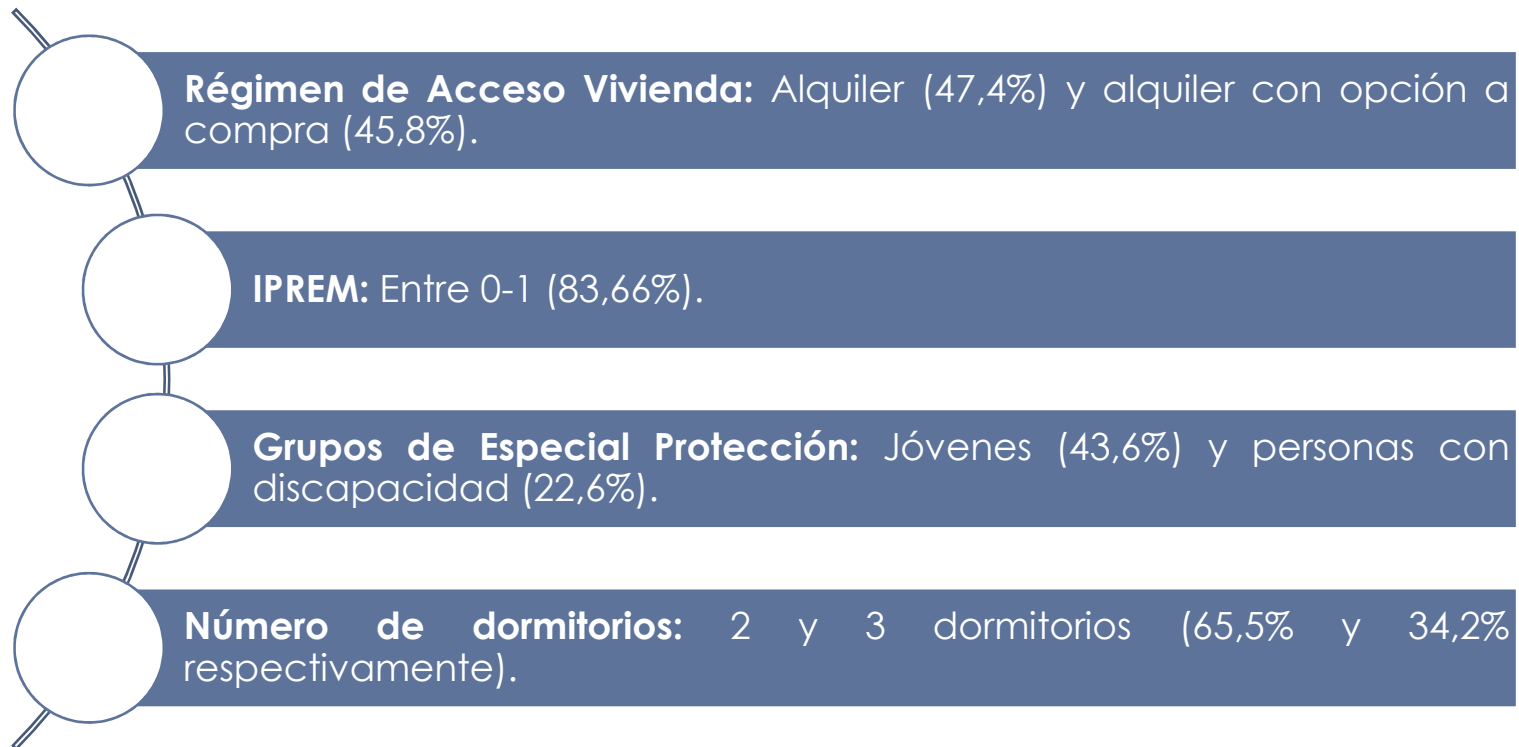 Régimen de Acceso Vivienda: Alquiler (47,4%) y alquiler con opción a
compra (45,8%).
IPREM: Entre 0-1 (83,66%).
Grupos de Especial Protección: Jóvenes (43,6%) y personas con
discapacidad (22,6%).
Número de dormitorios: 2 y 3 dormitorios (65,5% y 34,2%
respectivamente).